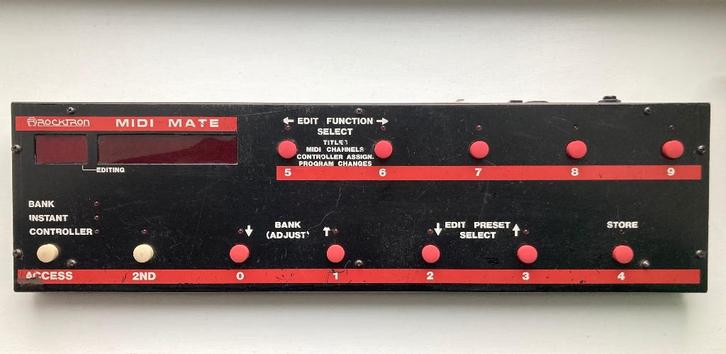 ROCKTRON MIDI MATE
EDITING
← EDIT FUNCTION →
SELECT
TITLE
MIDI CHANNELS
CONTROLLER ASSIGN.
PROGRAM CHANGES
5 6 7 8 9
BANK
INSTANT
CONTROLLER
↓ BANK ↑
(ADJUST)
↓ EDIT PRESET ↑
SELECT
STORE
ACCESS 2ND 0 1 2 3 4